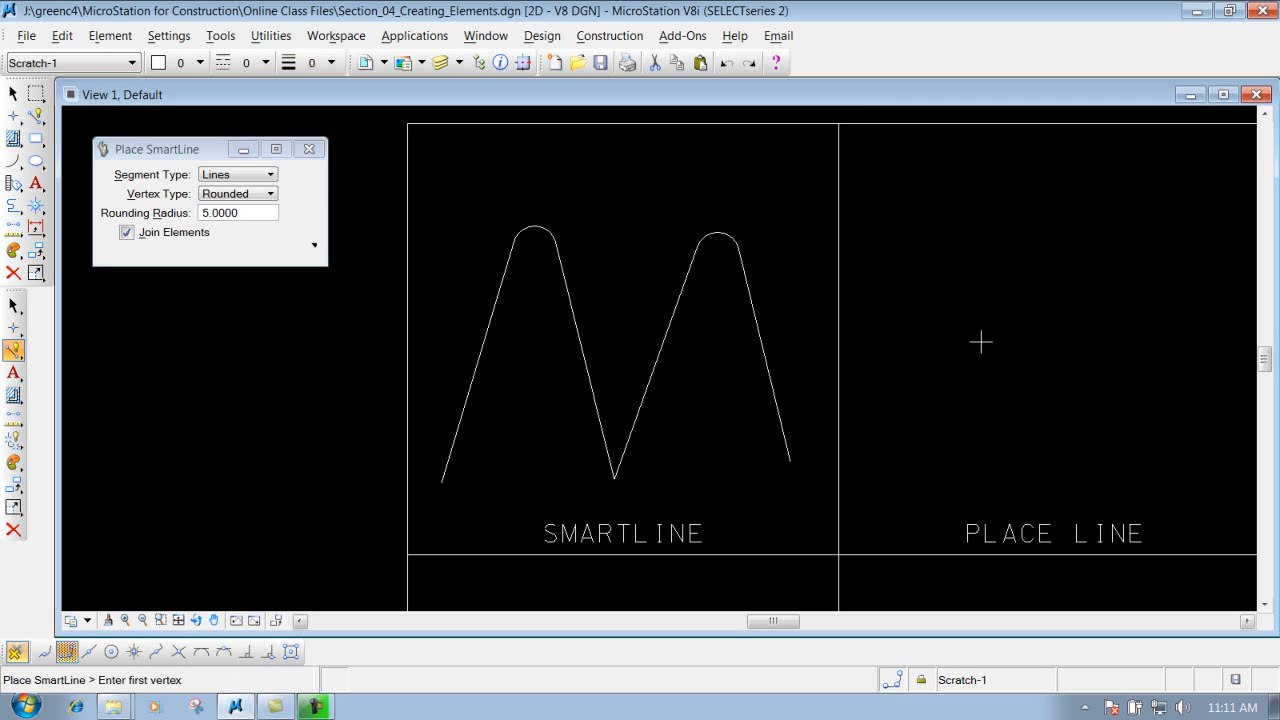 J:\greenc4\MicroStation for Construction\Online Class Files\Section_04_Creating_Elements.dgn [2D - V8 DGN] - MicroStation V8i (SELECTseries 2)
File Edit Element Settings Tools Utilities Workspace Applications Window Design Construction Add-Ons Help Email
Scratch-1 0 0 0
View 1, Default
Place SmartLine
Segment Type: Lines
Vertex Type: Rounded
Rounding Radius: 5.0000
Join Elements
SMARTLINE PLACE LINE
Place SmartLine > Enter first vertex Scratch-1
11:11 AM